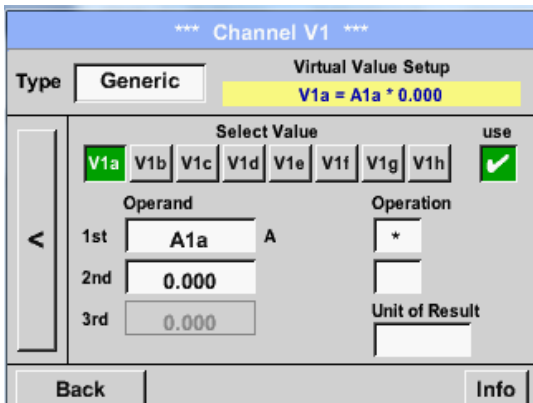 *** Channel V1 ***
Type Generic
Virtual Value Setup
V1a = A1a * 0.000
Select Value
use
V1a V1b V1c V1d V1e V1f V1g V1h
Operand Operation
< 1st A1a A *
2nd 0.000
3rd 0.000
Unit of Result
Back Info